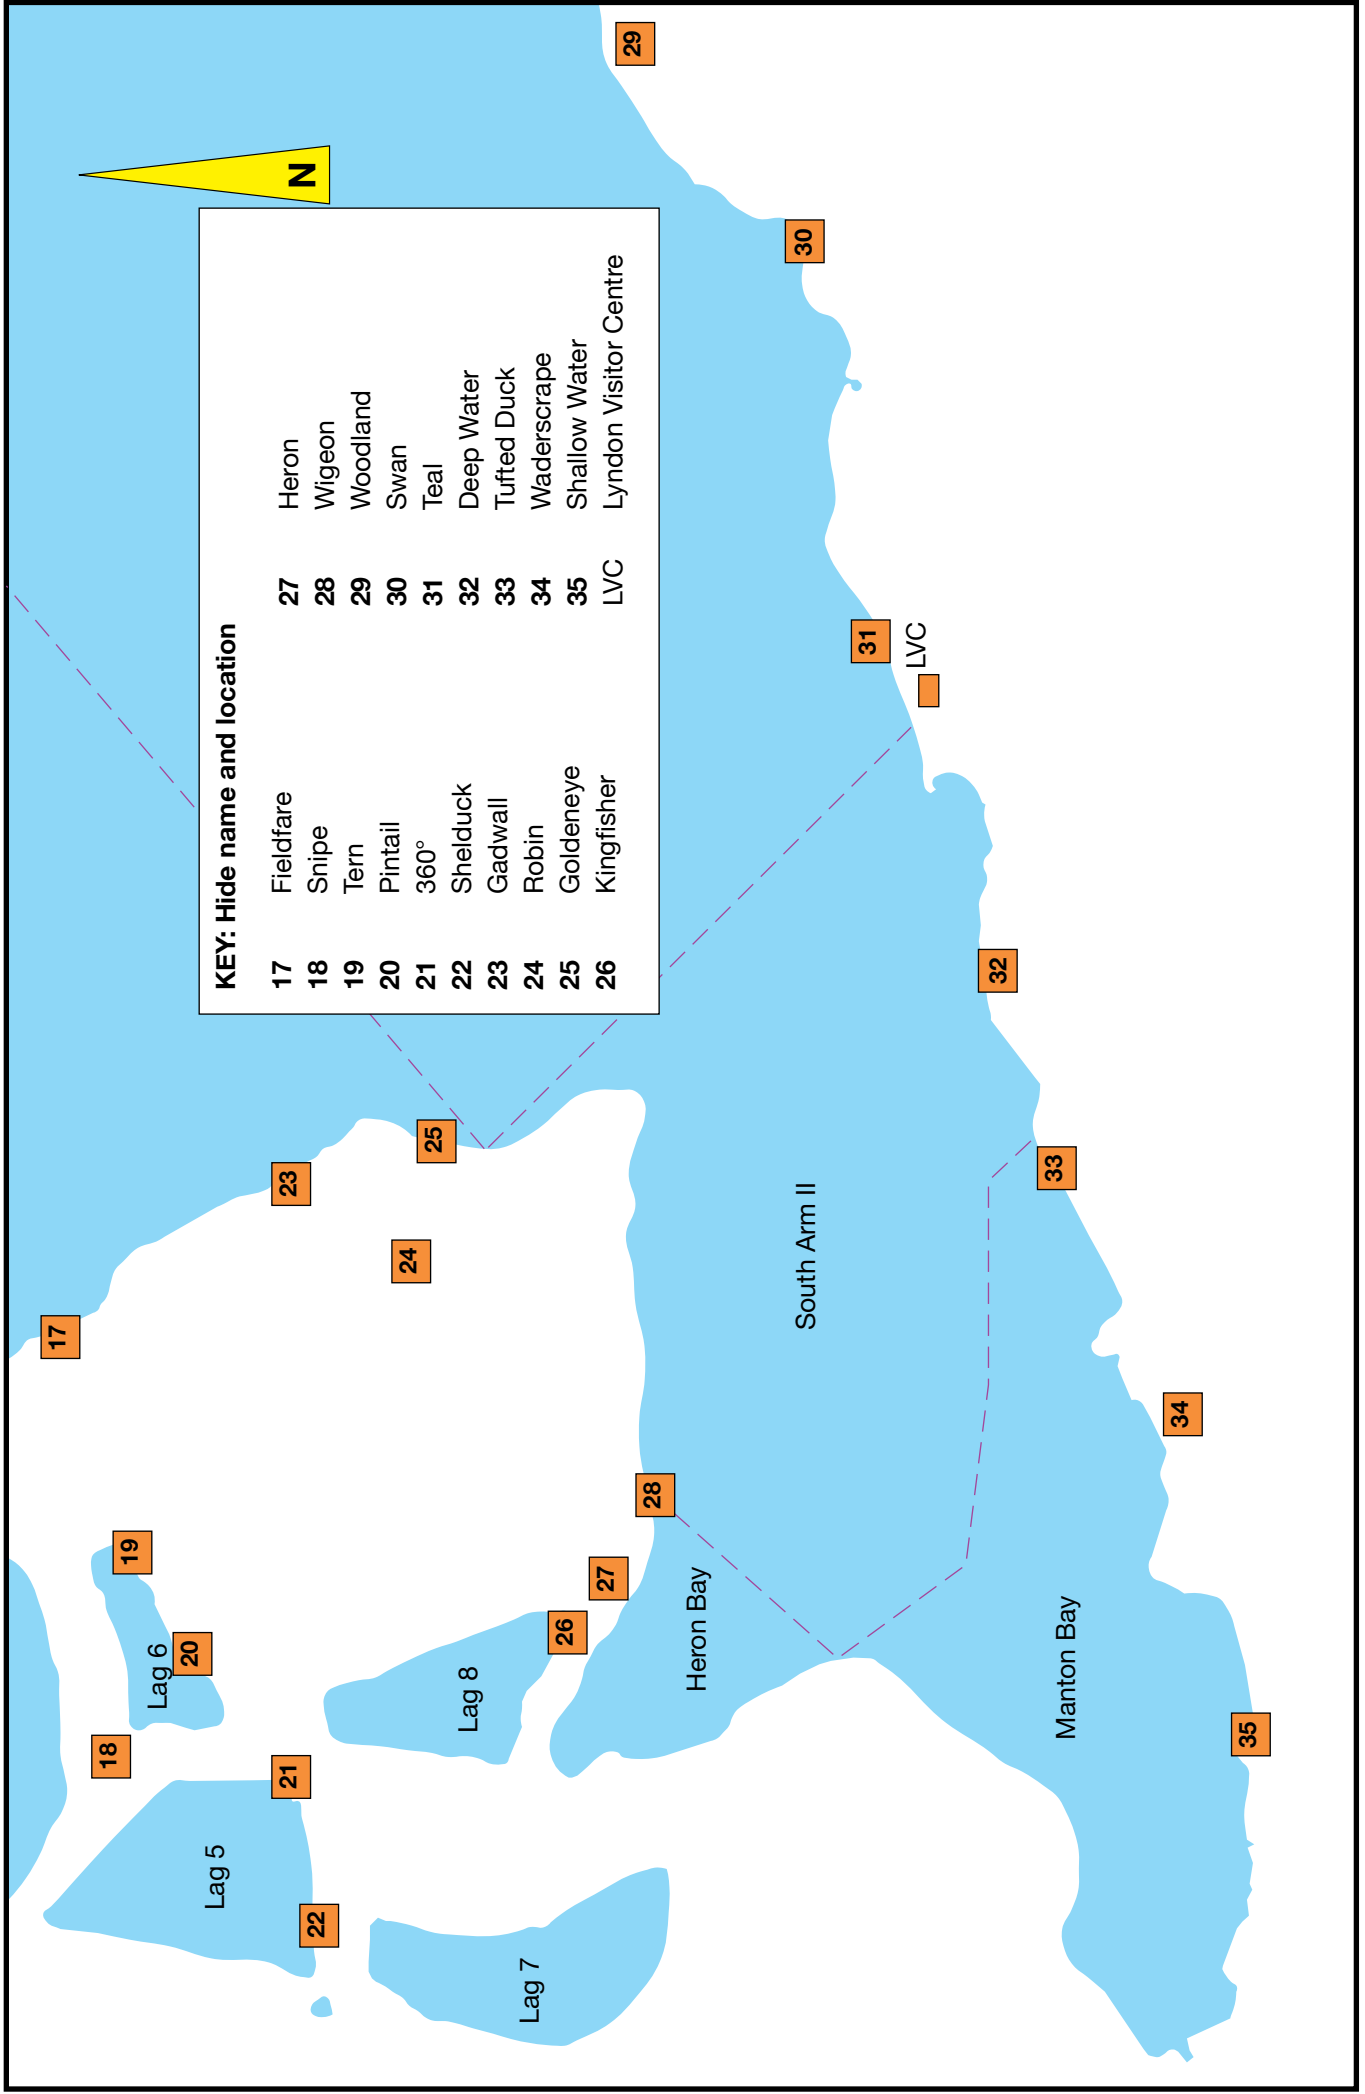 KEY: Hide name and location
17 Fieldfare
18 Snipe
19 Tern
20 Pintail
21 360°
22 Shelduck
23 Gadwall
24 Robin
25 Goldeneye
26 Kingfisher
27 Heron
28 Wigeon
29 Woodland
30 Swan
31 Teal
32 Deep Water
33 Tufted Duck
34 Waderscrape
35 Shallow Water
LVC Lyndon Visitor Centre
N
17
18
19
Lag 6
20
Lag 5
21
22
23
24
25
Lag 8
26
27
28
Lag 7
Heron Bay
South Arm II
Manton Bay
29
30
31
LVC
32
33
34
35